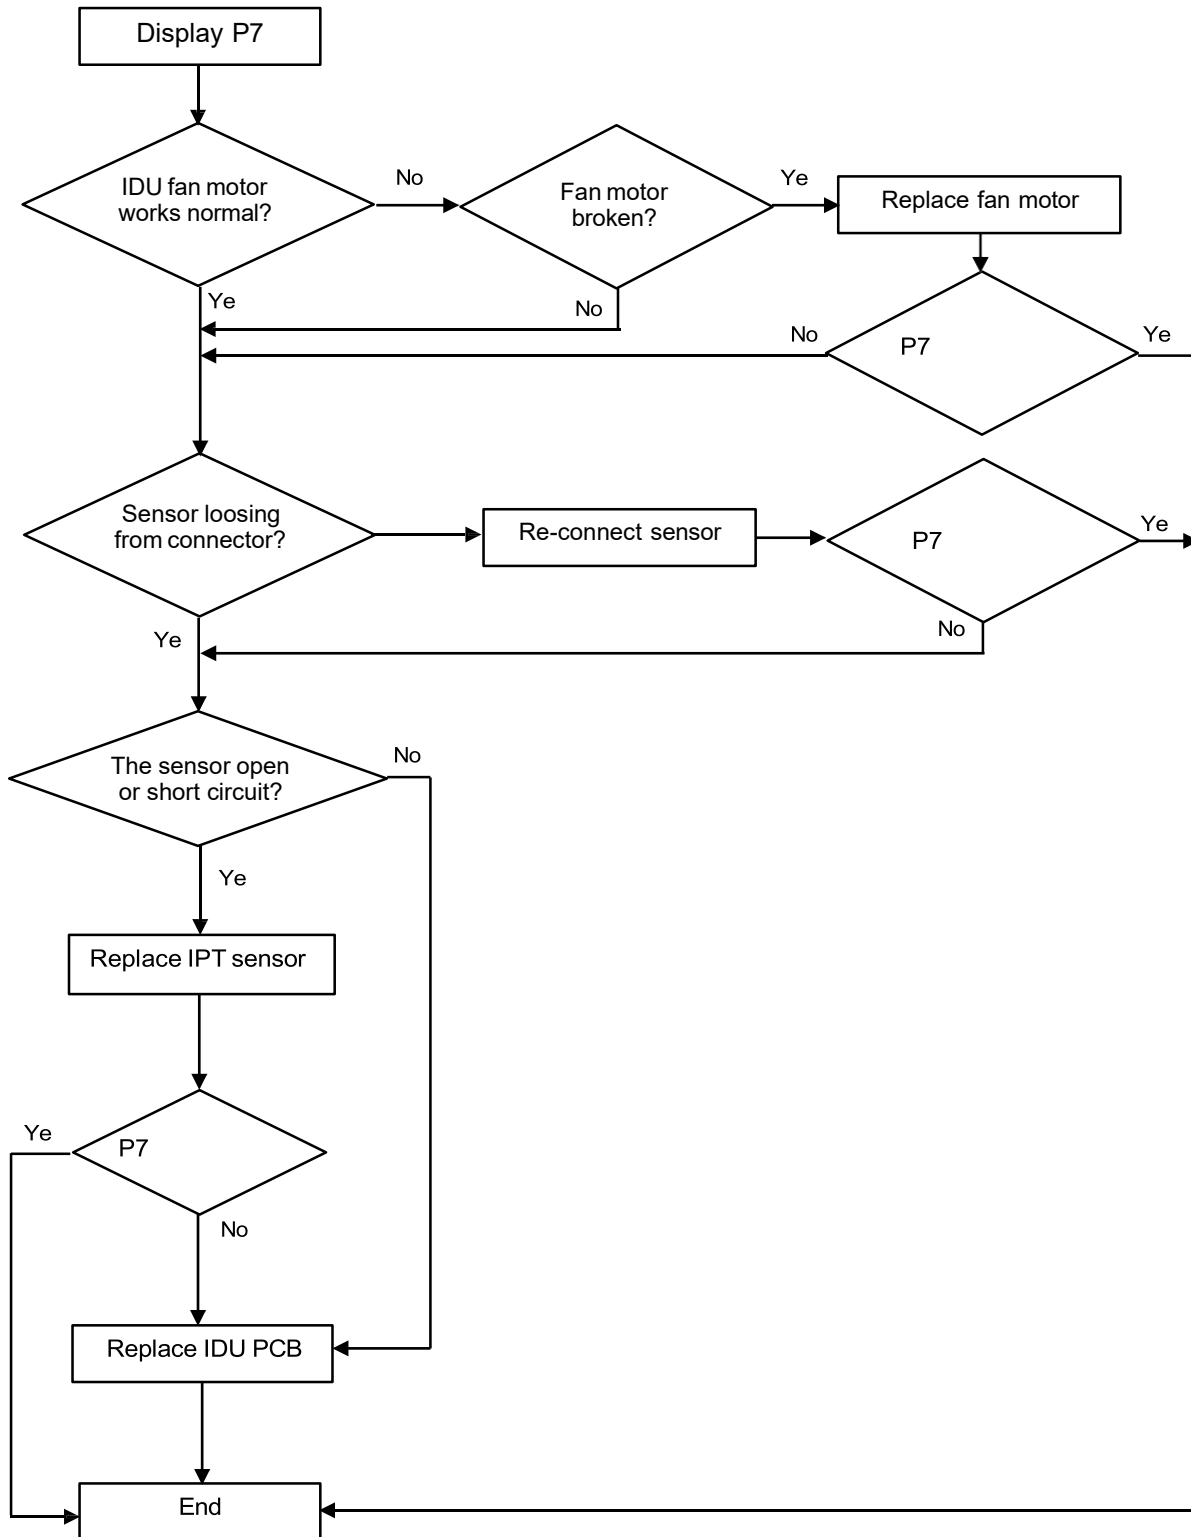 Display P7
IDU fan motor
works normal?
No
Fan motor
broken?
Ye
Replace fan motor
Ye
No
No
P7
Ye
Sensor loosing
from connector?
Re-connect sensor
P7
Ye
Ye
No
The sensor open
or short circuit?
No
Ye
Replace IPT sensor
Ye
P7
No
Replace IDU PCB
End